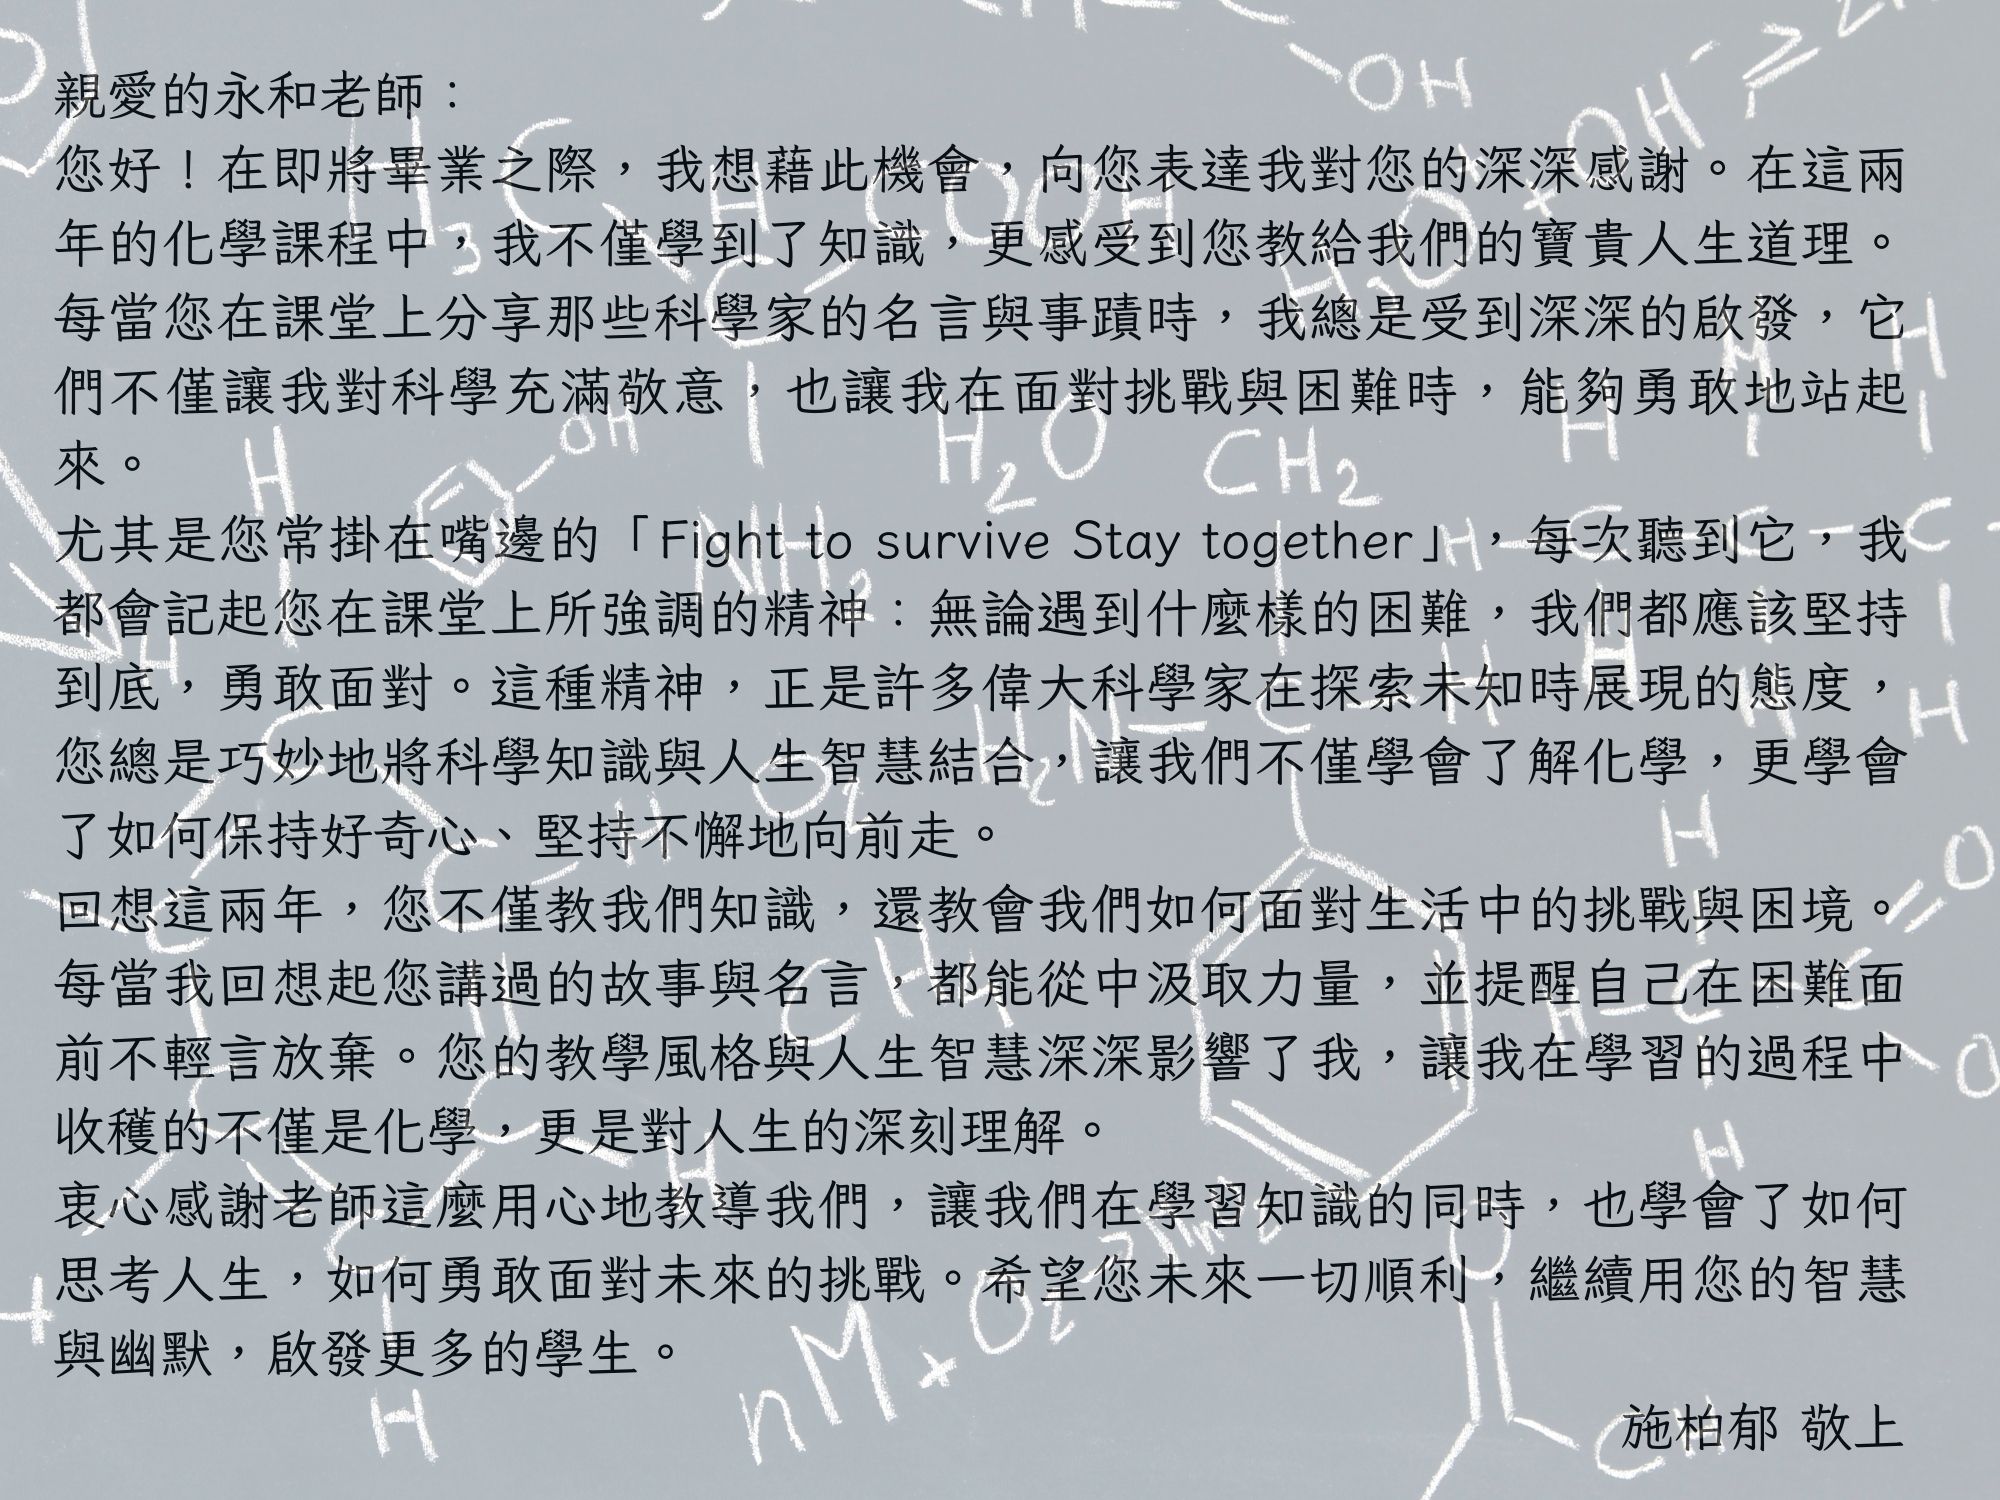 親愛的永和老師：
您好！在即將畢業之際，我想藉此機會，向您表達我對您的深深感謝。在這兩
年的化學課程中，我不僅學到了知識，更感受到您教給我們的寶貴人生道理。
每當您在課堂上分享那些科學家的名言與事蹟時，我總是受到深深的啟發，它
們不僅讓我對科學充滿敬意，也讓我在面對挑戰與困難時，能夠勇敢地站起
來。
尤其是您常掛在嘴邊的「Fight to survive Stay together」，每次聽到它，我
都會記起您在課堂上所強調的精神：無論遇到什麼樣的困難，我們都應該堅持
到底，勇敢面對。這種精神，正是許多偉大科學家在探索未知時展現的態度，
您總是巧妙地將科學知識與人生智慧結合，讓我們不僅學會了解化學，更學會
了如何保持好奇心、堅持不懈地向前走。
回想這兩年，您不僅教我們知識，還教會我們如何面對生活中的挑戰與困境。
每當我回想起您講過的故事與名言，都能從中汲取力量，並提醒自己在困難面
前不輕言放棄。您的教學風格與人生智慧深深影響了我，讓我在學習的過程中
收穫的不僅是化學，更是對人生的深刻理解。
衷心感謝老師這麼用心地教導我們，讓我們在學習知識的同時，也學會了如何
思考人生，如何勇敢面對未來的挑戰。希望您未來一切順利，繼續用您的智慧
與幽默，啟發更多的學生。
施柏郁 敬上